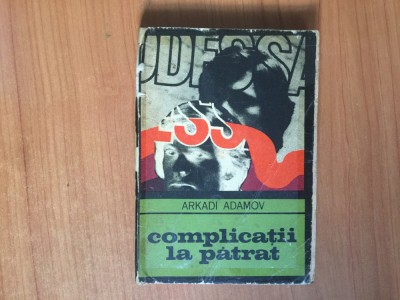 ODESSA
ARKADI ADAMOV
complicații
la pătrat